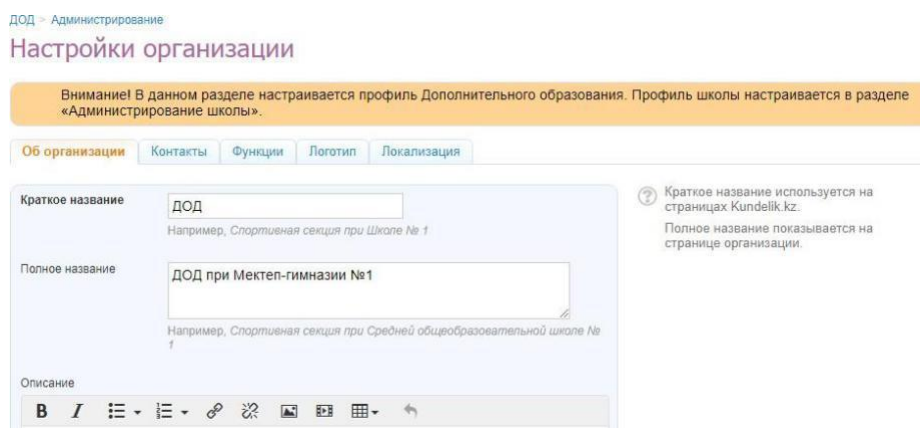 ДОД > Администрирование
Настройки организации
Внимание! В данном разделе настраивается профиль Дополнительного образования. Профиль школы настраивается в разделе
«Администрирование школы».
Об организации Контакты Функции Логотип Локализация
Краткое название ДОД
Например, Спортивная секция при Школе № 1
Краткое название используется на
страницах Kundelik.kz.
Полное название показывается на
странице организации.
Полное название ДОД при Мектеп-гимназии №1
Например, Спортивная секция при Средней общеобразовательной школе №
1
Описание
B I